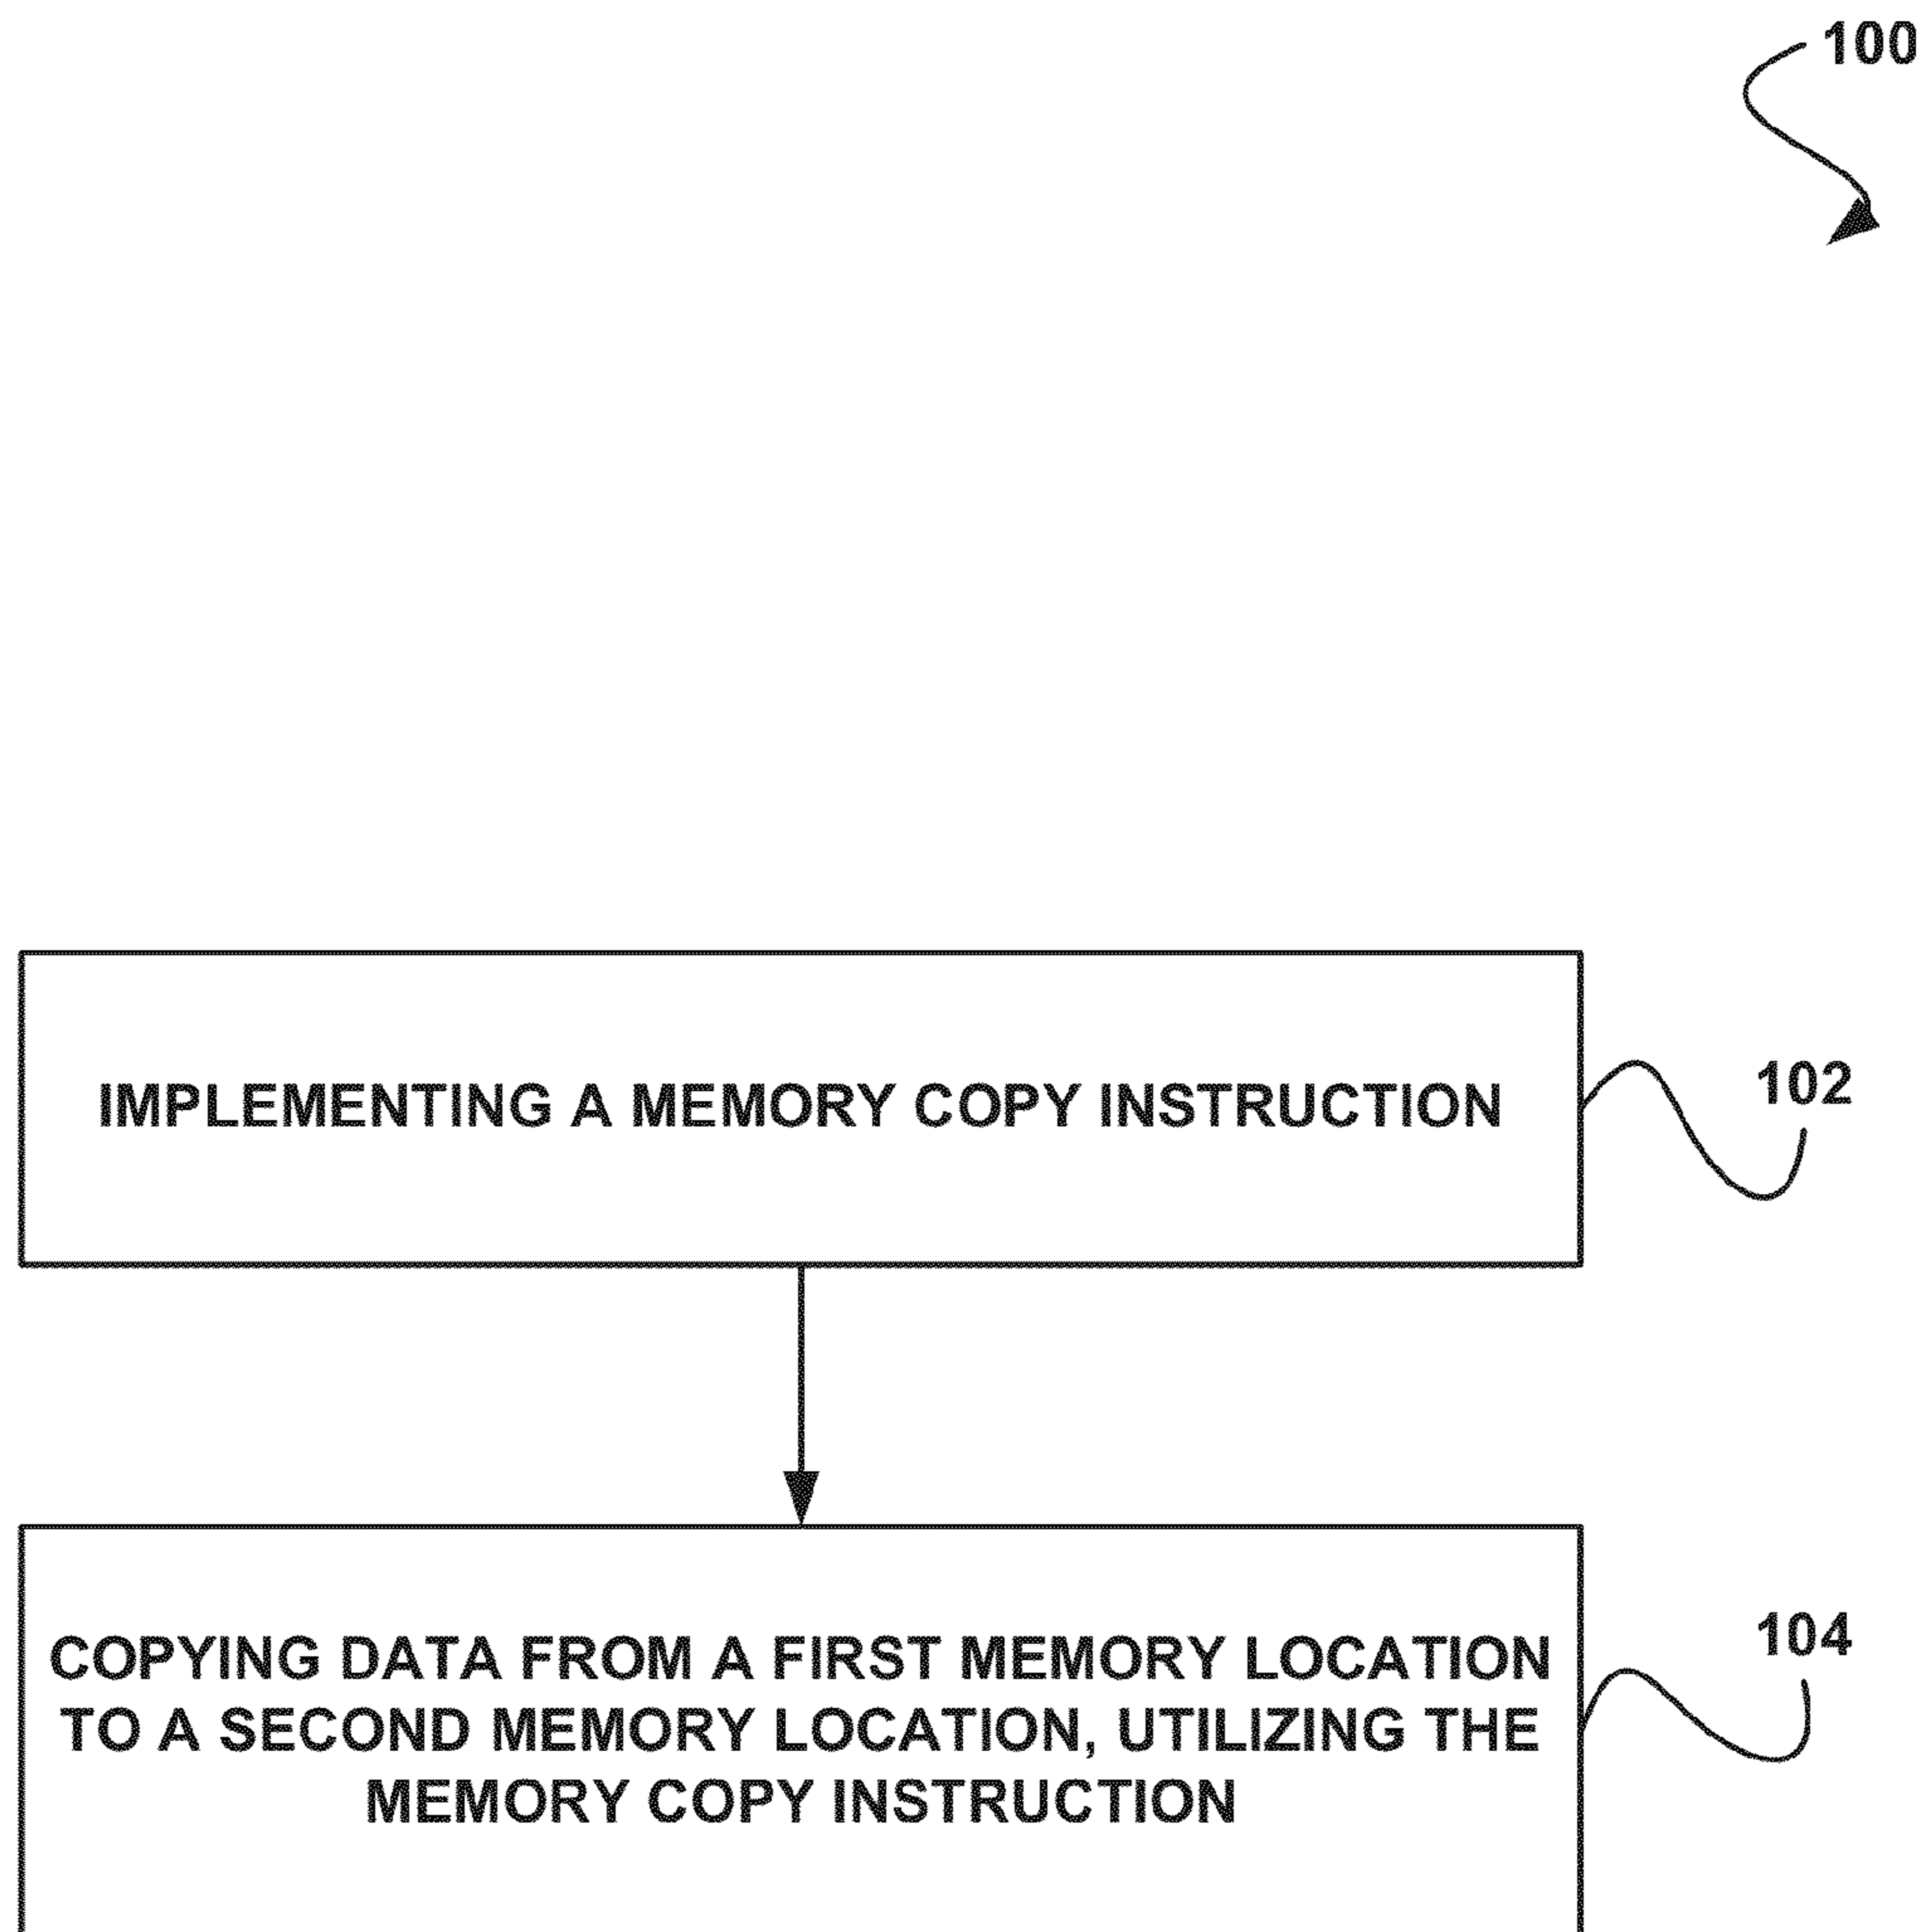 100
IMPLEMENTING A MEMORY COPY INSTRUCTION
102
COPYING DATA FROM A FIRST MEMORY LOCATION
TO A SECOND MEMORY LOCATION, UTILIZING THE
MEMORY COPY INSTRUCTION
104